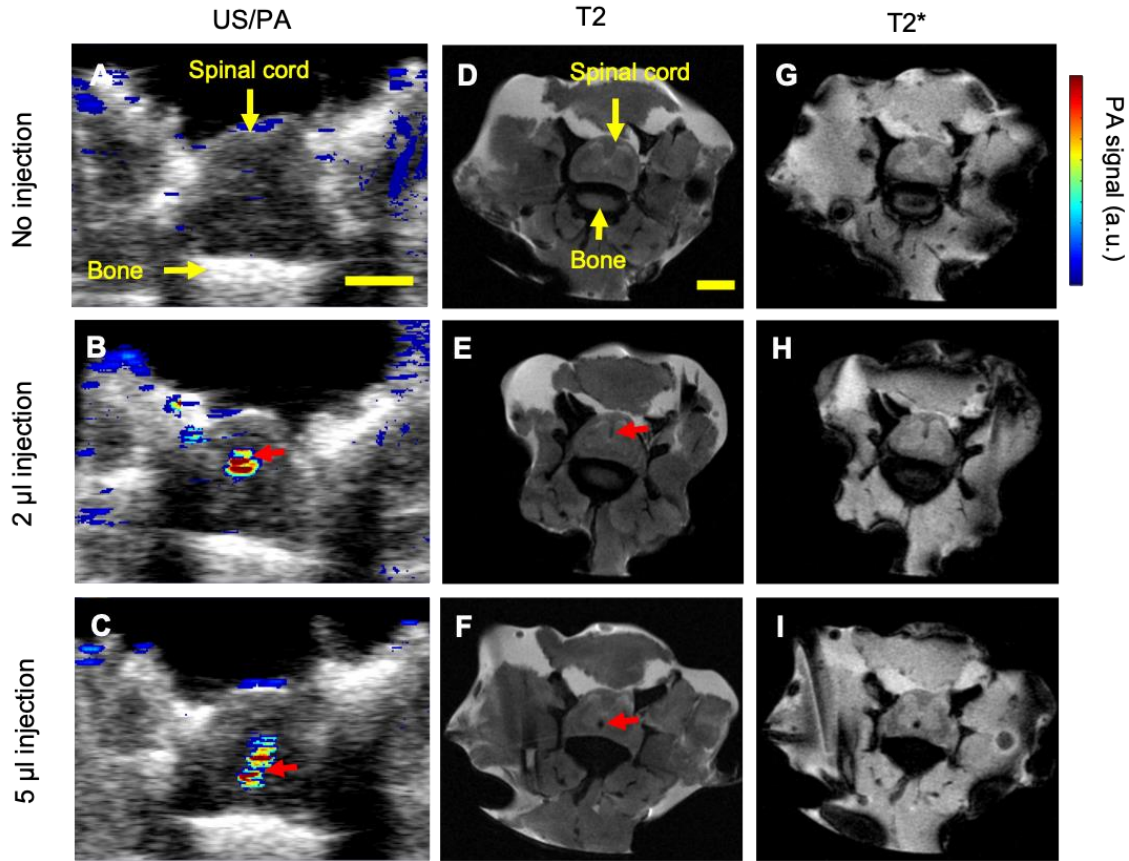 US/PA
T2
T2*
No injection
A
Spinal cord
Bone
D
Spinal cord
Bone
G
PA signal (a.u.)
2 µl injection
B
E
H
5 µl injection
C
F
I